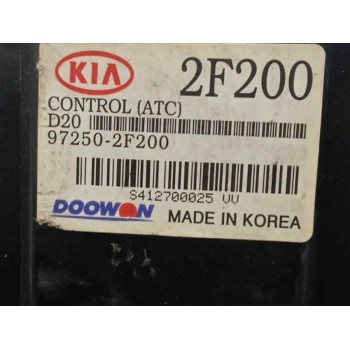 KIA 2F200
CONTROL (ATC)
D20
97250-2F200
S412700025 VV
DOOWON MADE IN KOREA